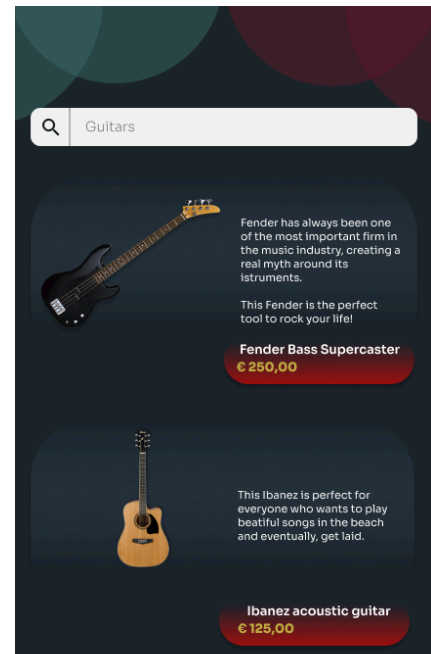 Guitars
Fender has always been one
of the most important firm in
the music industry, creating a
real myth around its
istruments.
This Fender is the perfect
tool to rock your life!
Fender Bass Supercaster
€ 250,00
This Ibanez is perfect for
everyone who wants to play
beatiful songs in the beach
and eventually, get laid.
Ibanez acoustic guitar
€ 125,00